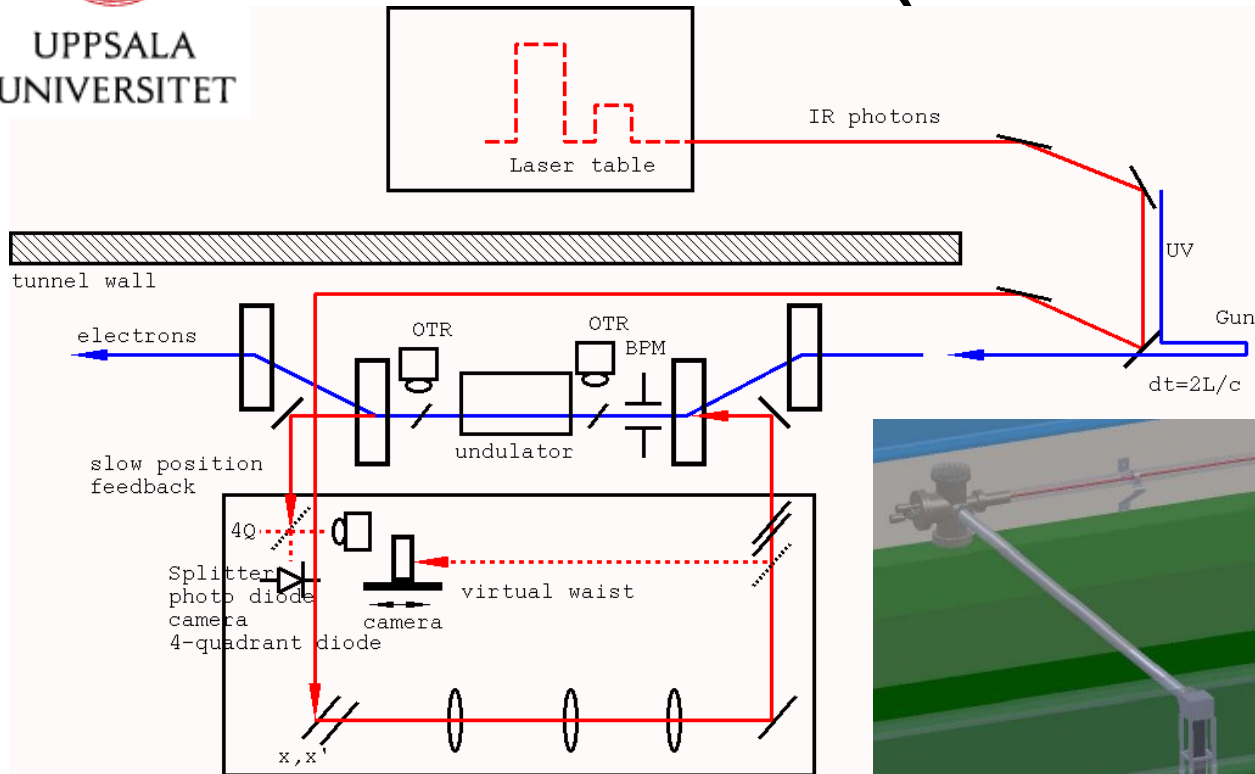 UPPSALA
UNIVERSITET
IR photons
Laser table
UV
tunnel wall
Gun
electrons
OTR
OTR
BPM
dt=2L/c
undulator
slow position
feedback
4Q
Splitter
photo diode
camera
4-quadrant diode
virtual waist
camera
x,x'